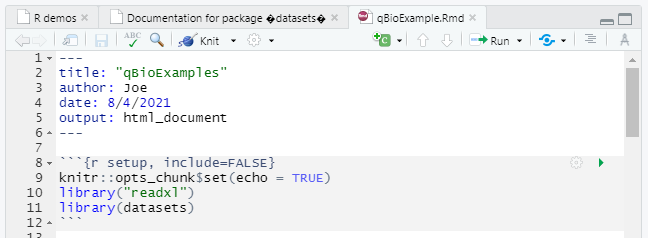 R demos
Documentation for package �datasets�
qBioExample.Rmd
ABC Knit Run
1 ---
2 title: "qBioExamples"
3 author: Joe
4 date: 8/4/2021
5 output: html_document
6 ---
7
8 ```{r setup, include=FALSE}
9 knitr::opts_chunk$set(echo = TRUE)
10 library("readxl")
11 library(datasets)
12 ```
13